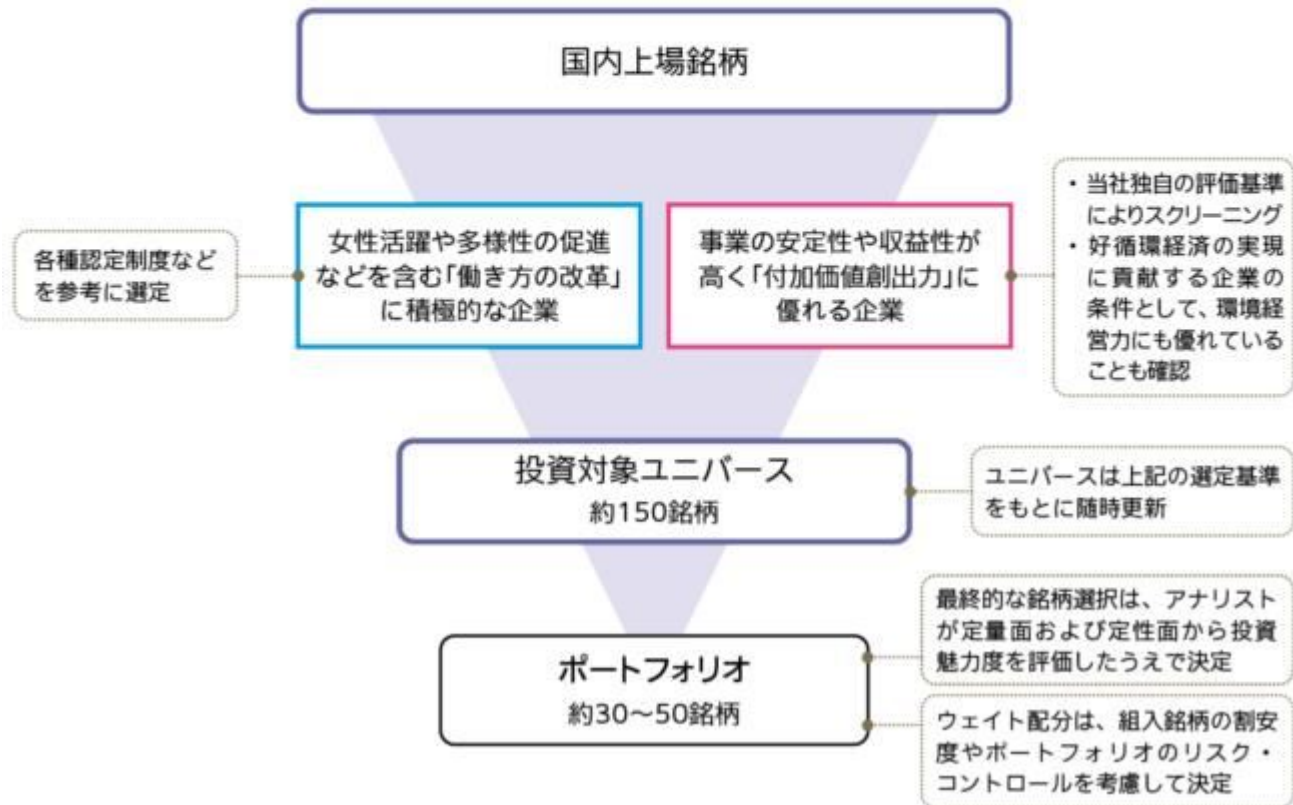 国内上場銘柄
各種認定制度など
を参考に選定
女性活躍や多様性の促進
などを含む「働き方の改革」
に積極的な企業
事業の安定性や収益性が
高く「付加価値創出力」に
優れる企業
・当社独自の評価基準
によりスクリーニング
・好循環経済の実現
に貢献する企業の
条件として、環境経
営力にも優れている
ことも確認
投資対象ユニバース
約150銘柄
ユニバースは上記の選定基準
をもとに随時更新
ポートフォリオ
約30～50銘柄
最終的な銘柄選択は、アナリスト
が定量面および定性面から投資
魅力度を評価したうえで決定
ウェイト配分は、組入銘柄の割安
度やポートフォリオのリスク・
コントロールを考慮して決定